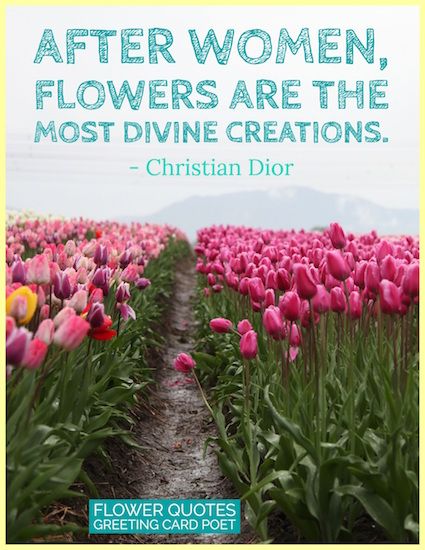 AFTER WOMEN,
FLOWERS ARE THE
MOST DIVINE CREATIONS.
- Christian Dior
FLOWER QUOTES
GREETING CARD POET